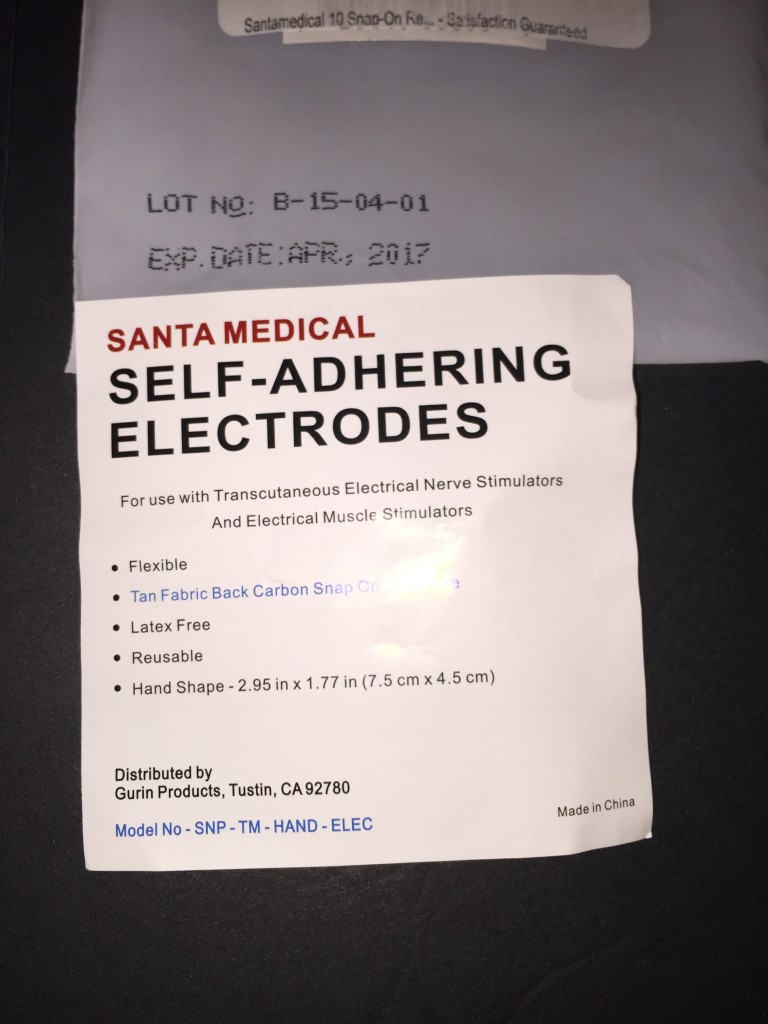 Santamedical 10 Snap-On Re... - Satisfaction Guaranteed
LOT NO: B-15-04-01
EXP. DATE: APR., 2017
SANTA MEDICAL
SELF-ADHERING
ELECTRODES
For use with Transcutaneous Electrical Nerve Stimulators
And Electrical Muscle Stimulators
• Flexible
• Tan Fabric Back Carbon Snap On
• Latex Free
• Reusable
• Hand Shape - 2.95 in x 1.77 in (7.5 cm x 4.5 cm)
Distributed by
Gurin Products, Tustin, CA 92780
Made in China
Model No - SNP - TM - HAND - ELEC